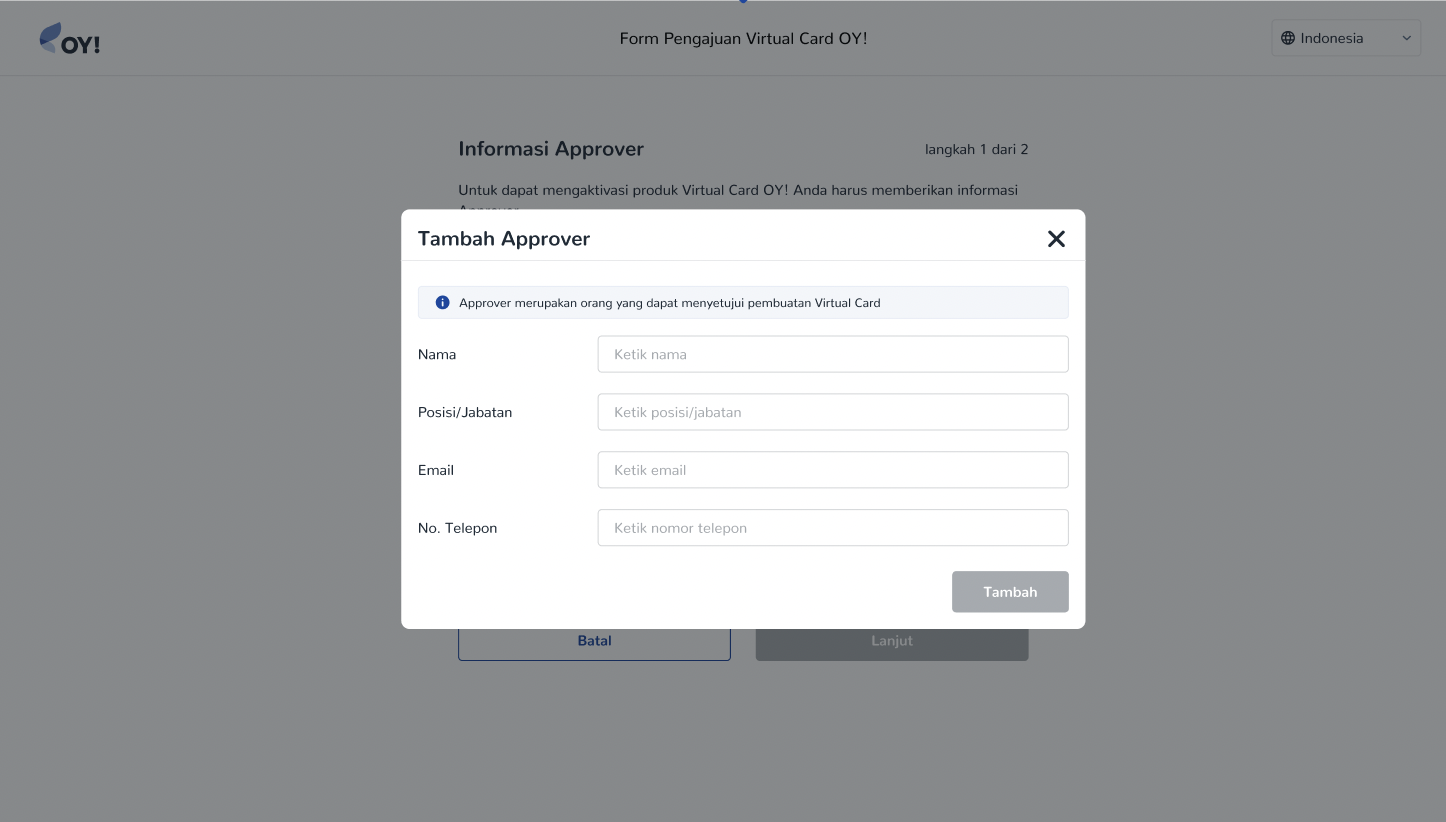 OY!
Form Pengajuan Virtual Card OY!
Indonesia
Informasi Approver
langkah 1 dari 2
Untuk dapat mengaktivasi produk Virtual Card OY! Anda harus memberikan informasi
Approver
Tambah Approver
Approver merupakan orang yang dapat menyetujui pembuatan Virtual Card
Nama
Ketik nama
Posisi/Jabatan
Ketik posisi/jabatan
Email
Ketik email
No. Telepon
Ketik nomor telepon
Tambah
Batal
Lanjut